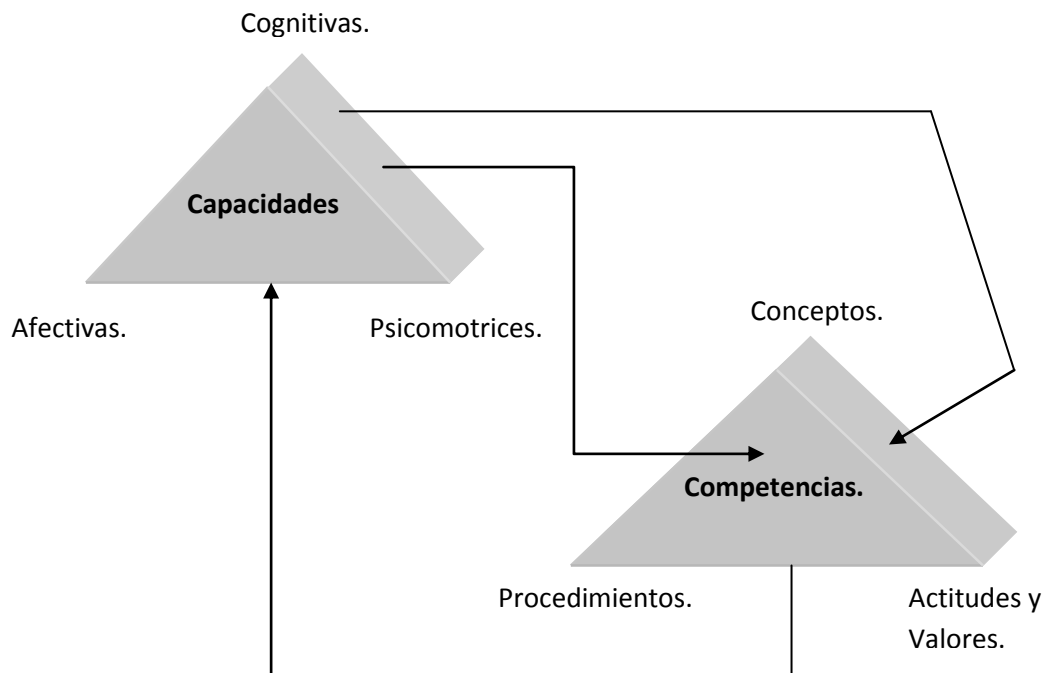 Cognitivas.
Capacidades
Afectivas.
Psicomotrices.
Conceptos.
Competencias.
Procedimientos.
Actitudes y
Valores.